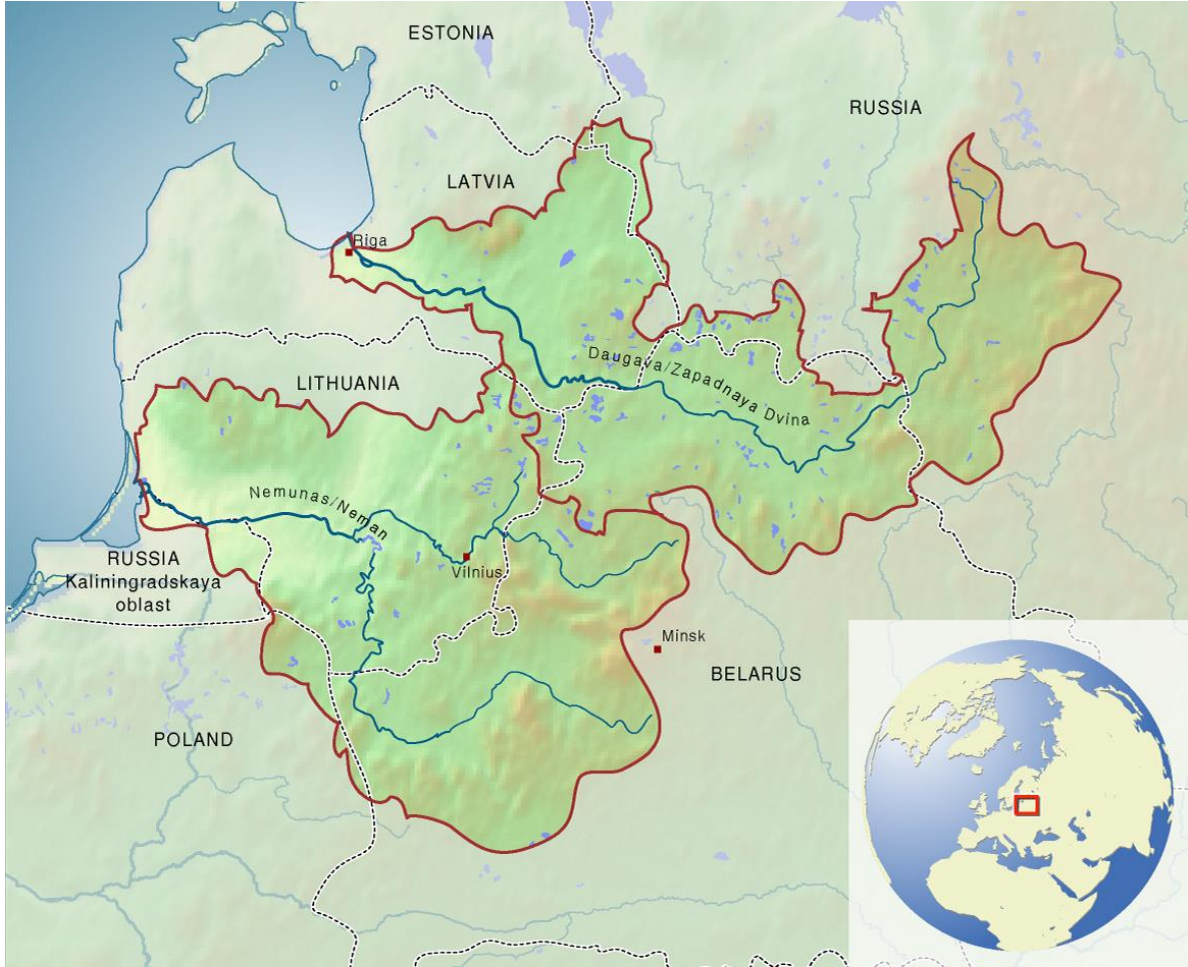 ESTONIA
RUSSIA
LATVIA
Riga
Daugava/Zapadnaya Dvina
LITHUANIA
Nemunas/Neman
Vilnius
RUSSIA
Kaliningradskaya
oblast
Minsk
BELARUS
POLAND